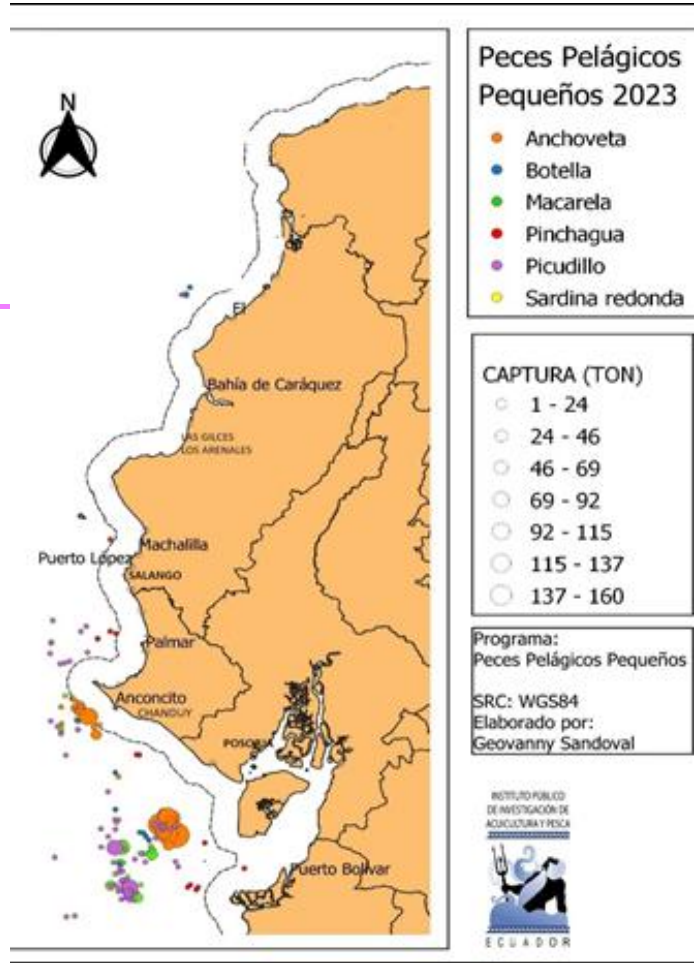 N
El
Bahía de Caráquez
LAS GILCES
LOS ARENALES
Machalilla
Puerto López
SALANGO
Palmar
Anconcito
CHANDUY
POSORJA
Puerto Bolívar
Peces Pelágicos
Pequeños 2023
Anchoveta
Botella
Macarela
Pinchagua
Picudillo
Sardina redonda
CAPTURA (TON)
1 - 24
24 - 46
46 - 69
69 - 92
92 - 115
115 - 137
137 - 160
Programa:
Peces Pelágicos Pequeños
SRC: WGS84
Elaborado por:
Geovanny Sandoval
INSTITUTO PÚBLICO
DE INVESTIGACIÓN DE
ACUICULTURA Y PESCA
ECUADOR